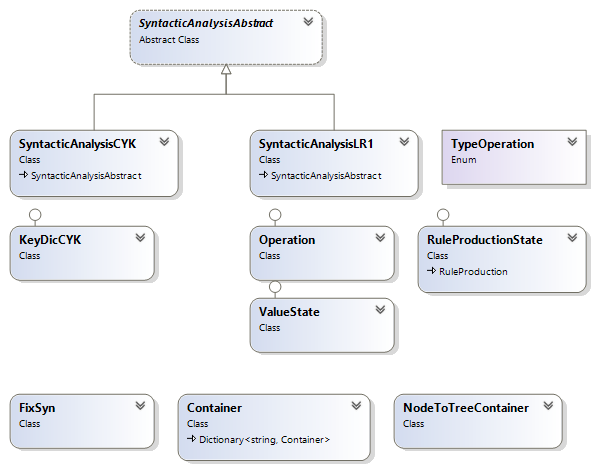 SyntacticAnalysisAbstract
Abstract Class
SyntacticAnalysisCYK
Class
SyntacticAnalysisAbstract
SyntacticAnalysisLR1
Class
SyntacticAnalysisAbstract
TypeOperation
Enum
KeyDicCYK
Class
Operation
Class
RuleProductionState
Class
RuleProduction
ValueState
Class
FixSyn
Class
Container
Class
Dictionary<string, Container>
NodeToTreeContainer
Class